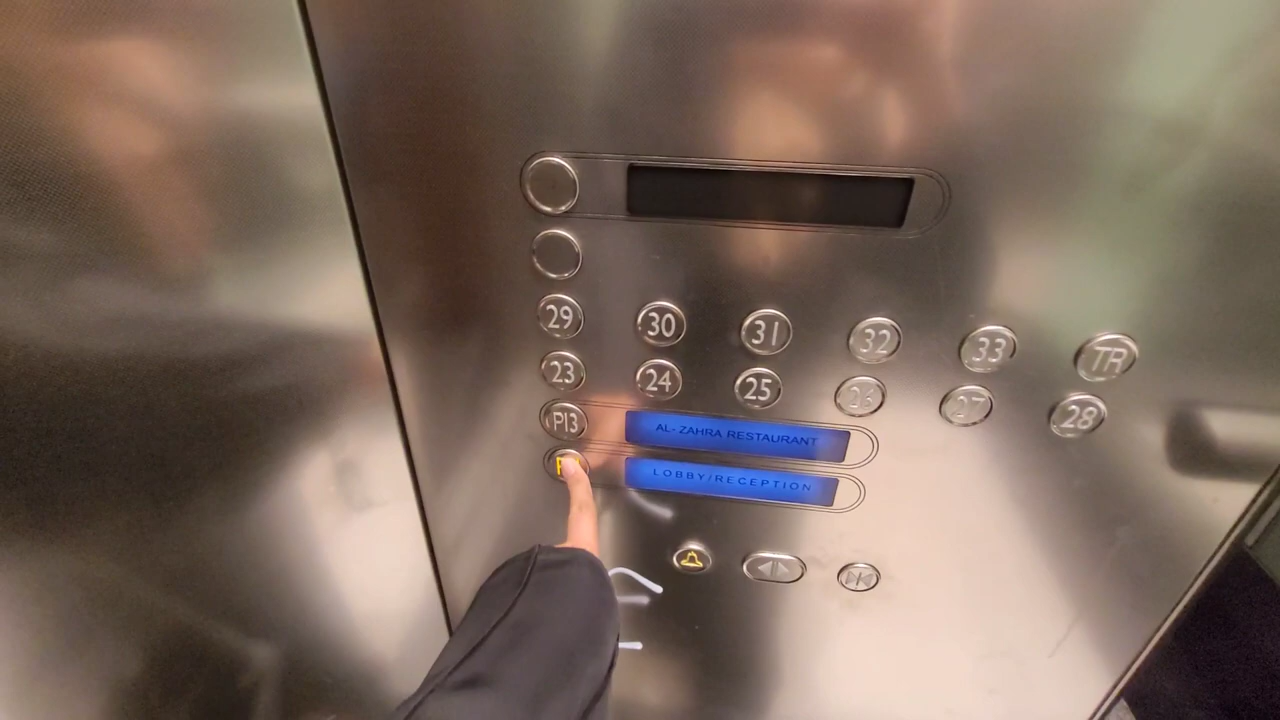 29 30 31 32 33 TR
23 24 25 26 27 28
P13 AL-ZAHRA RESTAURANT
LOBBY/RECEPTION